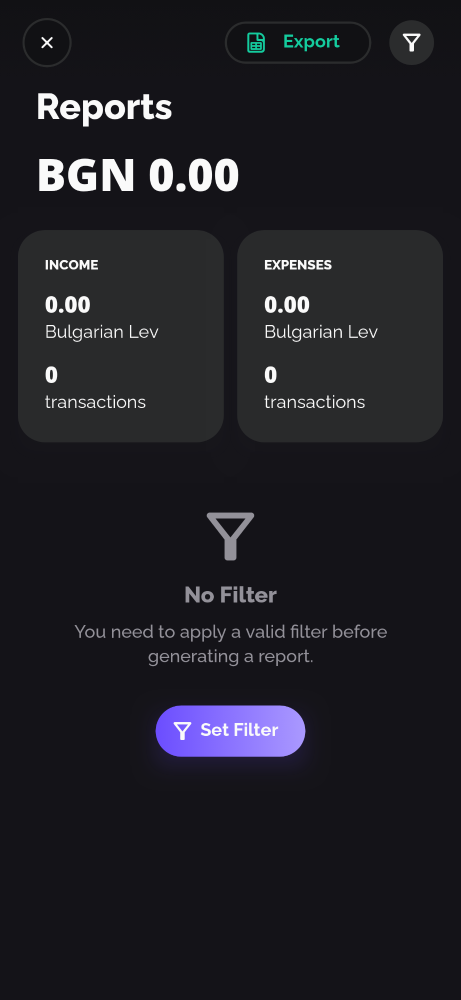 Export
Reports
BGN 0.00
INCOME
0.00
Bulgarian Lev
0
transactions
EXPENSES
0.00
Bulgarian Lev
0
transactions
No Filter
You need to apply a valid filter before
generating a report.
Set Filter